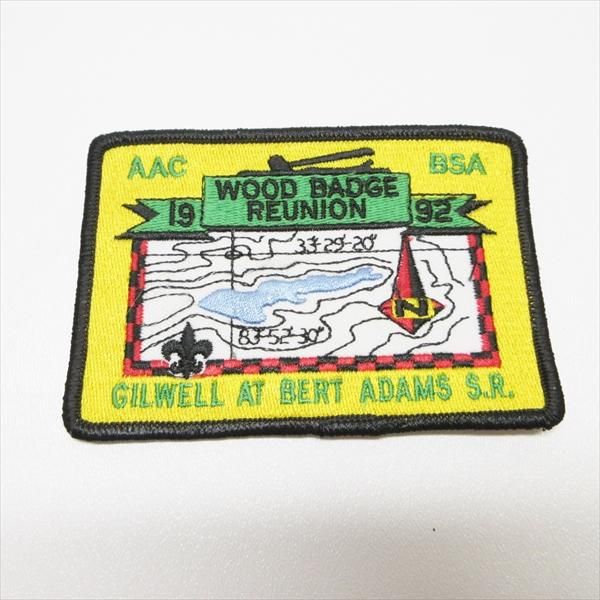 AAC BSA
WOOD BADGE
19 REUNION 92
33°-29'-20"
N
83°-52'-30"
GILWELL AT BERT ADAMS S.R.